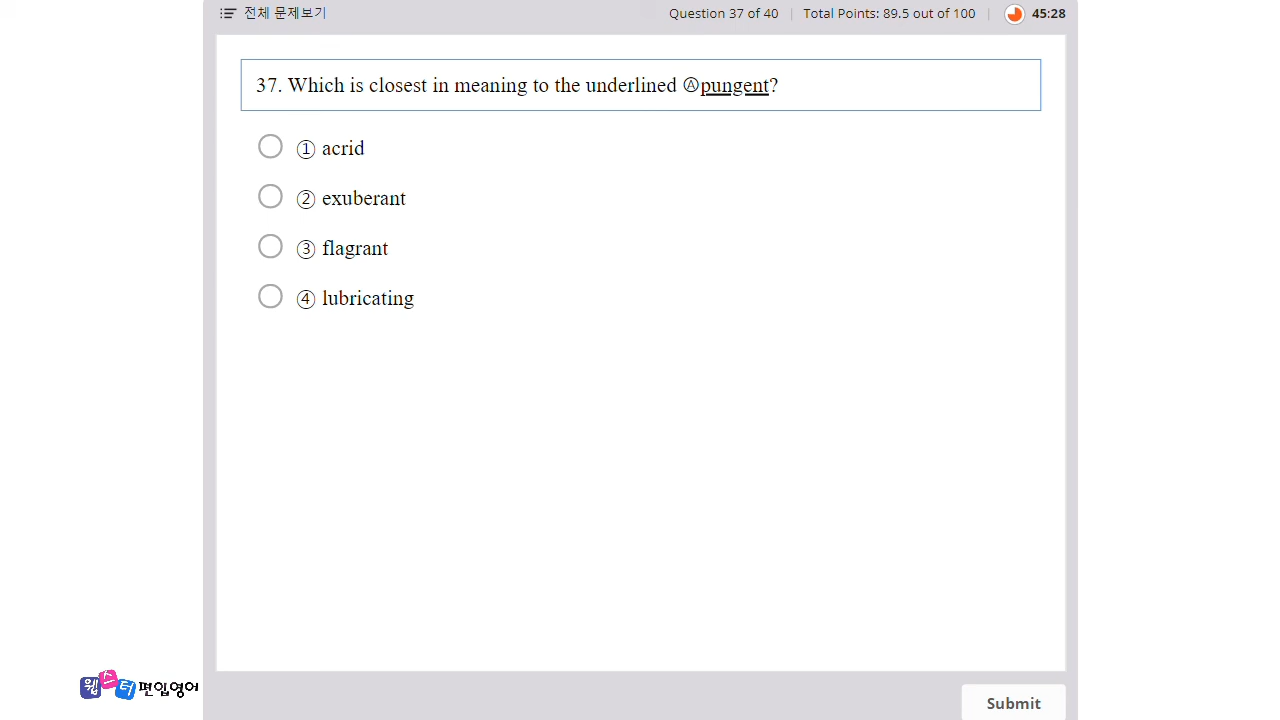 전체 문제보기 Question 37 of 40 | Total Points: 89.5 out of 100 | 45:28
37. Which is closest in meaning to the underlined Ⓐpungent?
① acrid
② exuberant
③ flagrant
④ lubricating
웹스터편입영어
Submit